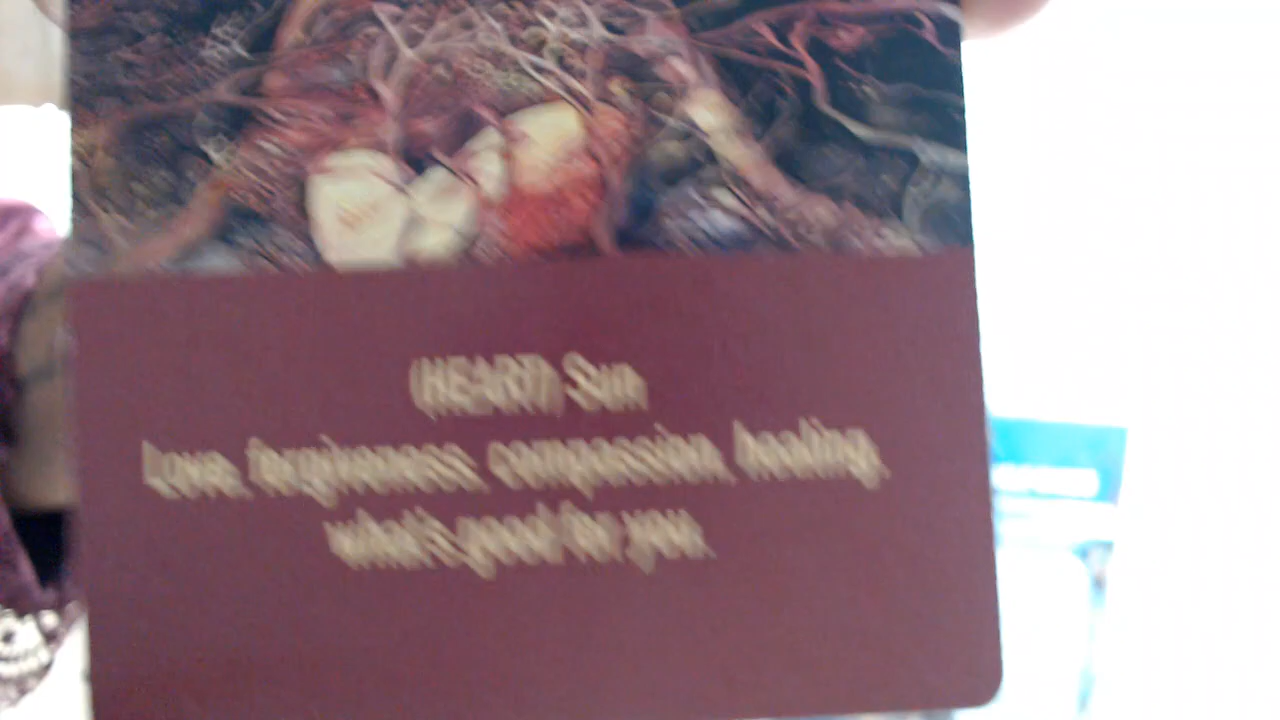 (HEART) Sun
Love, forgiveness, compassion, healing,
what's good for you.